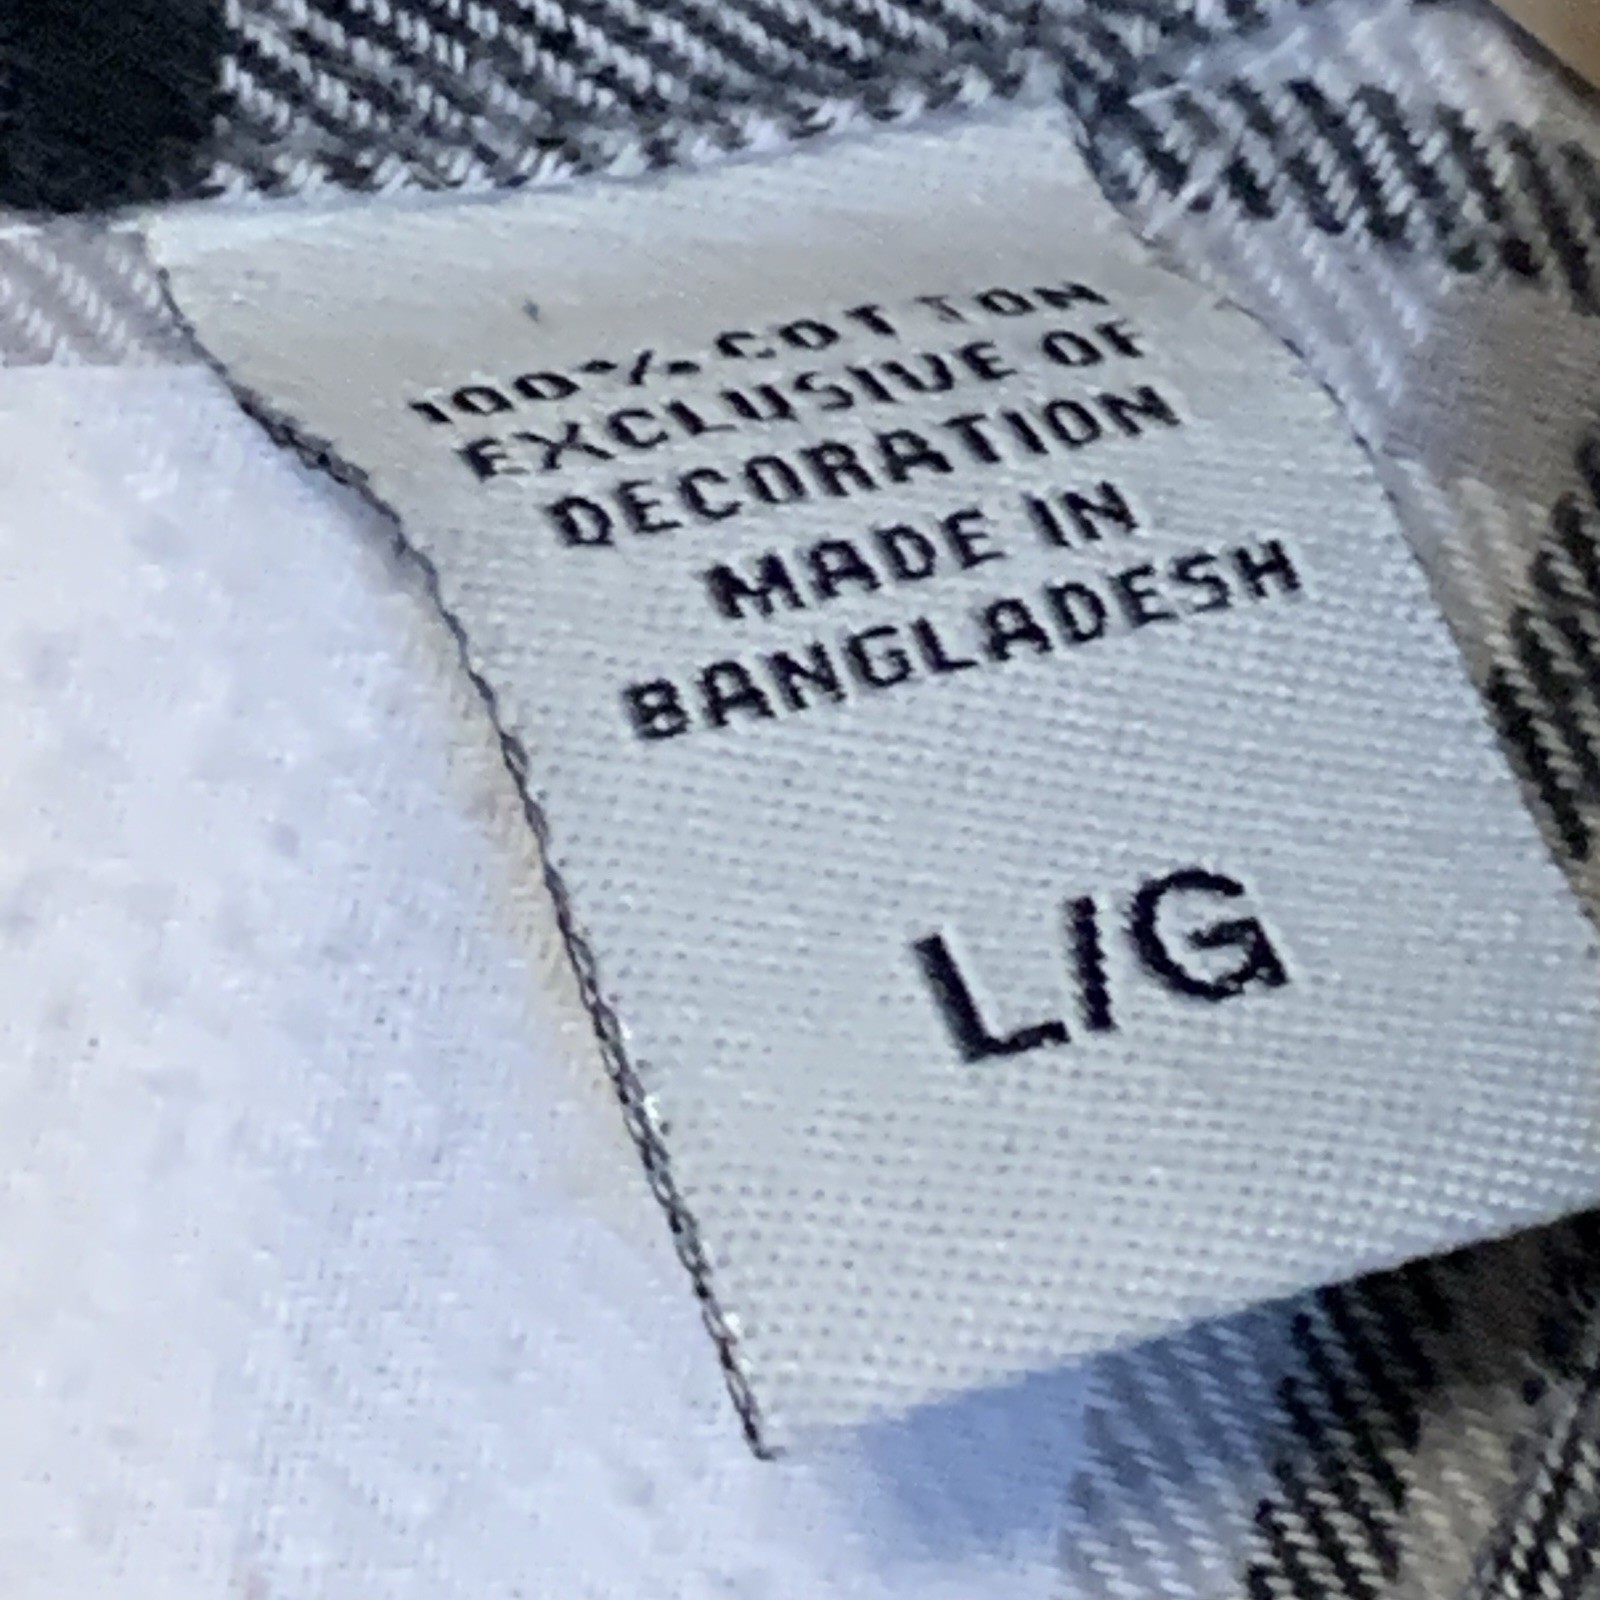 100% COTTON
EXCLUSIVE OF
DECORATION
MADE IN
BANGLADESH
L/G